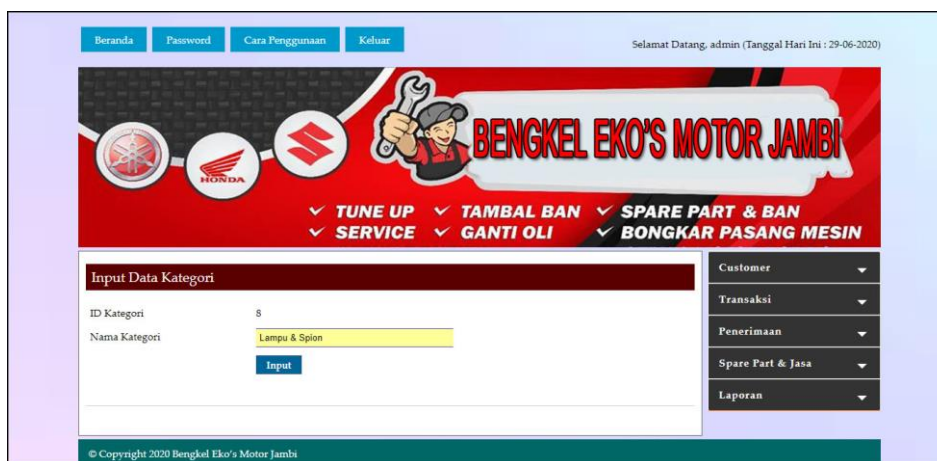 Beranda Password Cara Penggunaan Keluar
Selamat Datang, admin (Tanggal Hari Ini : 29-06-2020)
HONDA
BENGKEL EKO'S MOTOR JAMBI
TUNE UP TAMBAL BAN SPARE PART & BAN
SERVICE GANTI OLI BONGKAR PASANG MESIN
Input Data Kategori
ID Kategori 8
Nama Kategori Lampu & Spion
Input
Customer
Transaksi
Penerimaan
Spare Part & Jasa
Laporan
© Copyright 2020 Bengkel Eko's Motor Jambi